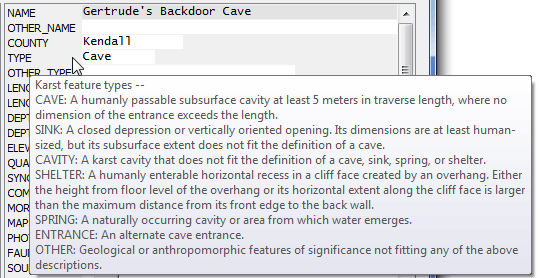 NAME Gertrude's Backdoor Cave
OTHER_NAME
COUNTY Kendall
TYPE Cave
OTHER_TYPE
Karst feature types --
CAVE: A humanly passable subsurface cavity at least 5 meters in traverse length, where no
dimension of the entrance exceeds the length.
SINK: A closed depression or vertically oriented opening. Its dimensions are at least human-
sized, but its subsurface extent does not fit the definition of a cave.
CAVITY: A karst cavity that does not fit the definition of a cave, sink, spring, or shelter.
SHELTER: A humanly enterable horizontal recess in a cliff face created by an overhang. Either
the height from floor level of the overhang or its horizontal extent along the cliff face is larger
than the maximum distance from its front edge to the back wall.
SPRING: A naturally occurring cavity or area from which water emerges.
ENTRANCE: An alternate cave entrance.
OTHER: Geological or anthropomorphic features of significance not fitting any of the above
descriptions.
LENG
LOC
DEPT
DEPT
ELEV
QUA
SYNO
COM
MOR
MAP
PHO
FAU
SOU